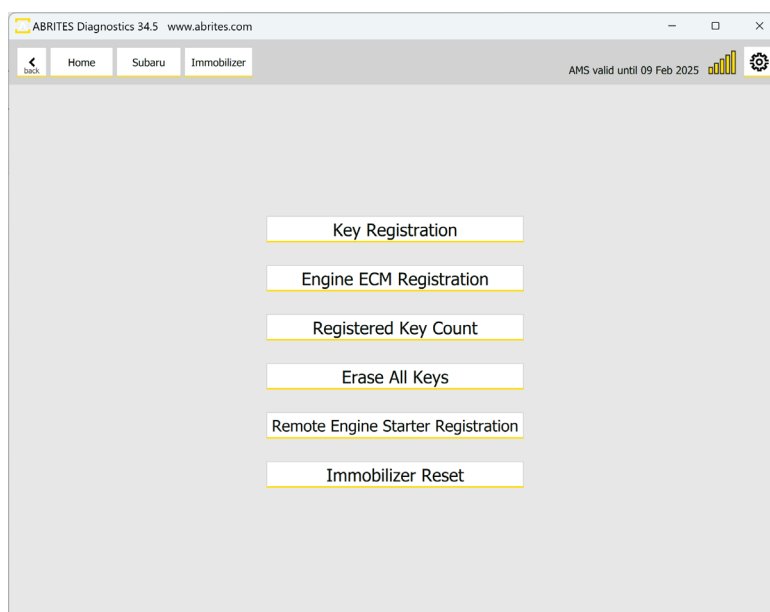 ABRITES Diagnostics 34.5 www.abrites.com
back Home Subaru Immobilizer AMS valid until 09 Feb 2025
Key Registration
Engine ECM Registration
Registered Key Count
Erase All Keys
Remote Engine Starter Registration
Immobilizer Reset